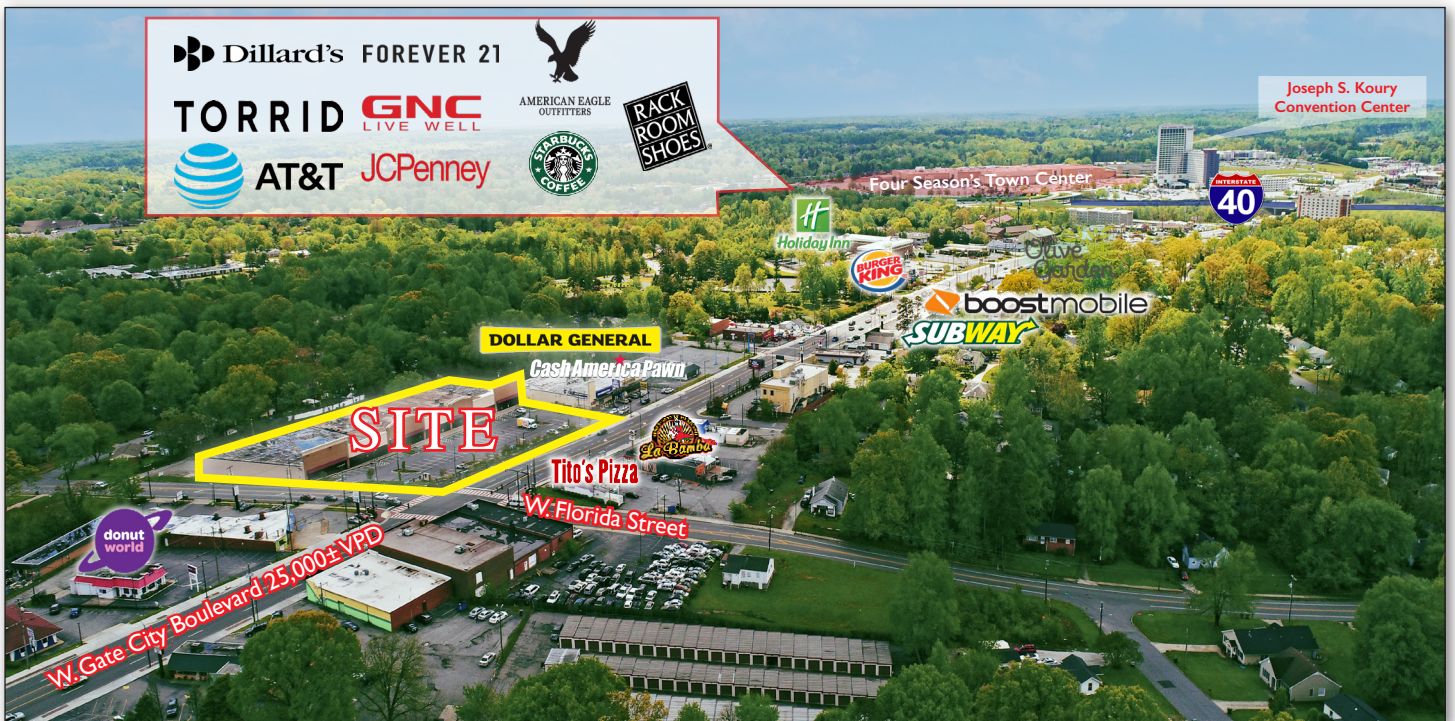 Dillard's
FOREVER 21
AMERICAN EAGLE
OUTFITTERS
TORRID
GNC
LIVE WELL
RACK
ROOM
SHOES
AT&T
JCPenney
STARBUCKS
COFFEE
Joseph S. Koury
Convention Center
Four Season's Town Center
INTERSTATE
40
Holiday Inn
BURGER
KING
Olive
Garden
boostmobile
SUBWAY
DOLLAR GENERAL
Cash America Pawn
SITE
La Bamba
Tito's Pizza
W. Florida Street
donut
world
W. Gate City Boulevard 25,000±VPD